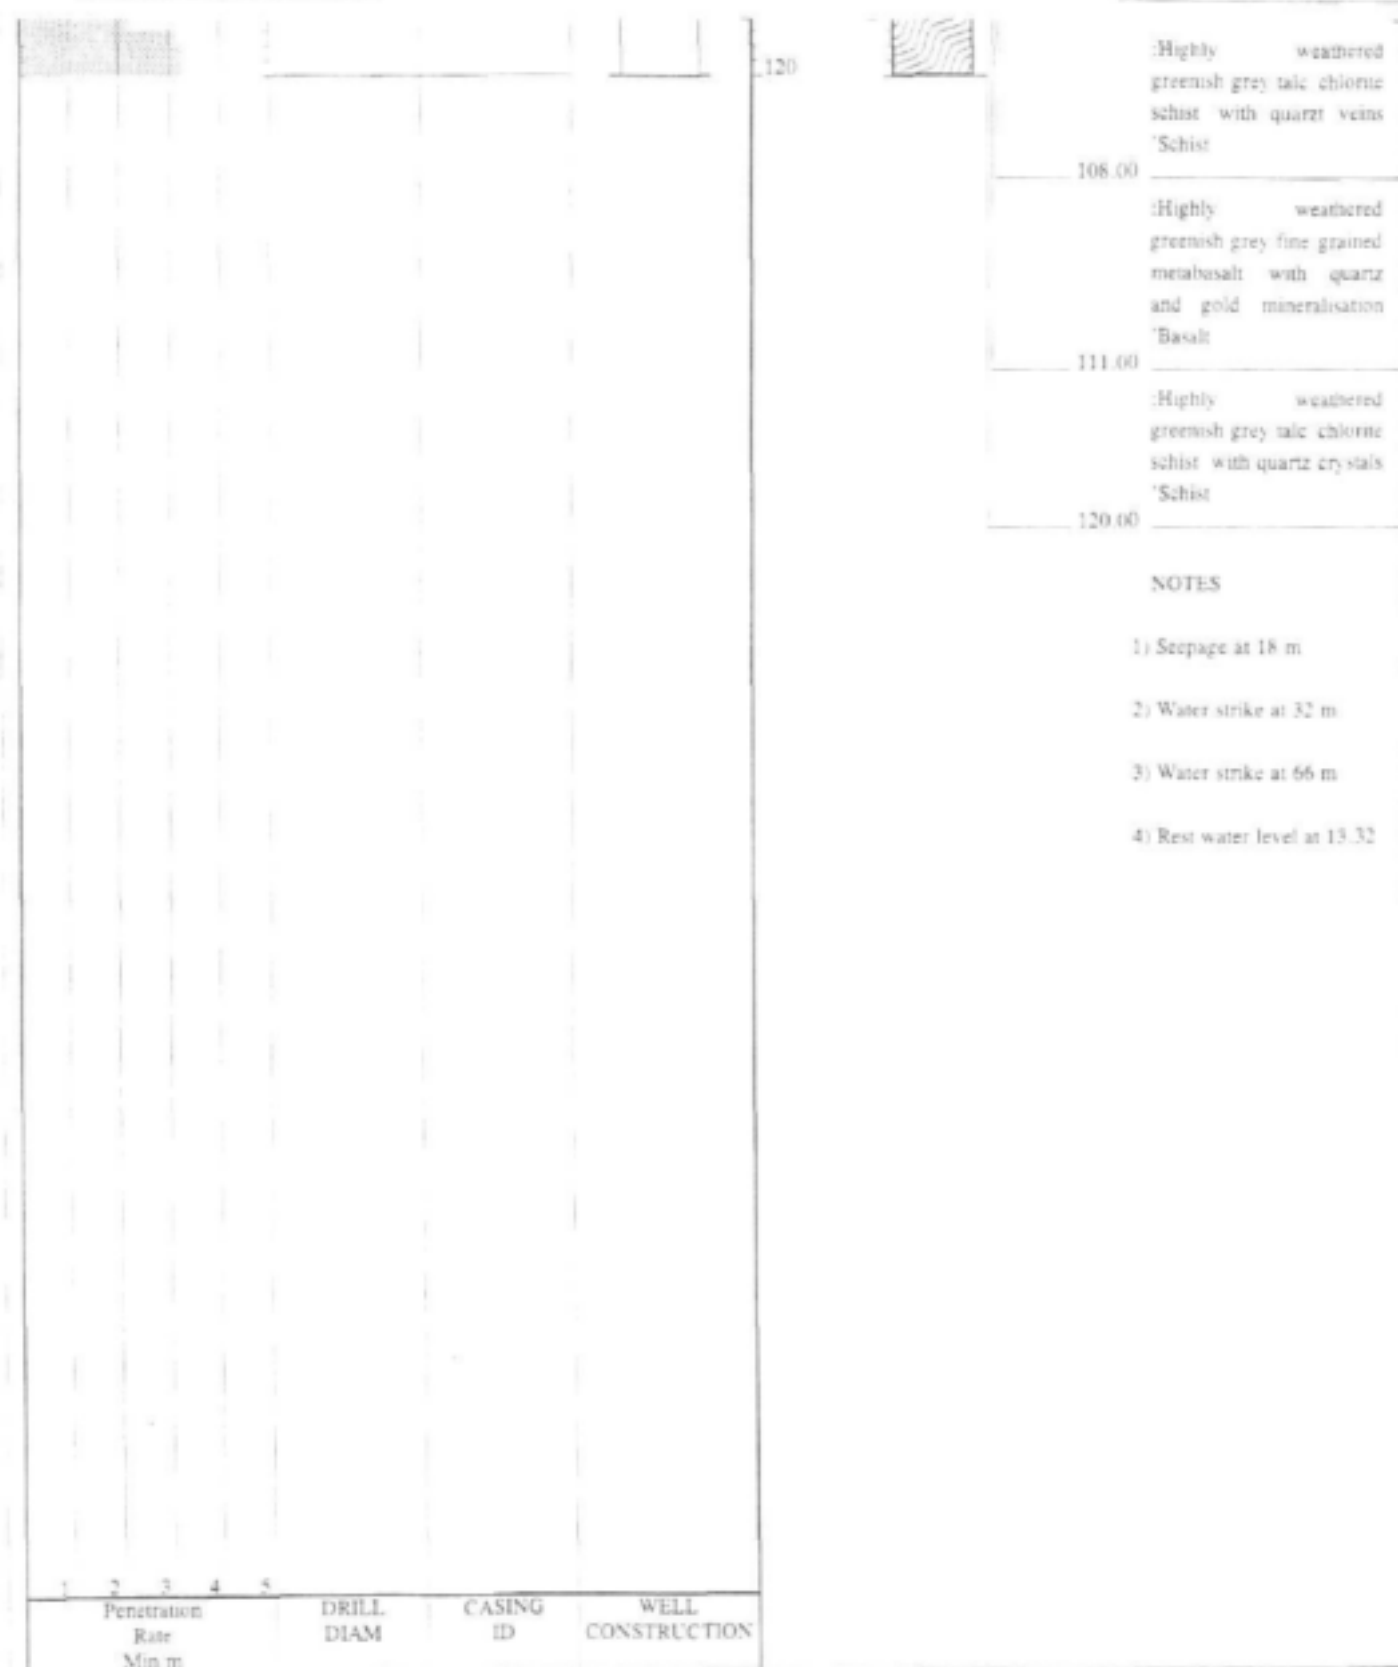 120
:Highly weathered
greenish grey talc chlorite
schist with quarzt veins
`Schist
108.00
:Highly weathered
greenish grey fine grained
metabasalt with quartz
and gold mineralisation
`Basalt
111.00
:Highly weathered
greenish grey talc chlorite
schist with quartz crystals
`Schist
120.00
NOTES
1) Seepage at 18 m
2) Water strike at 32 m
3) Water strike at 66 m
4) Rest water level at 13.32
1 2 3 4 5
Penetration
Rate
Min m
DRILL
DIAM
CASING
ID
WELL
CONSTRUCTION